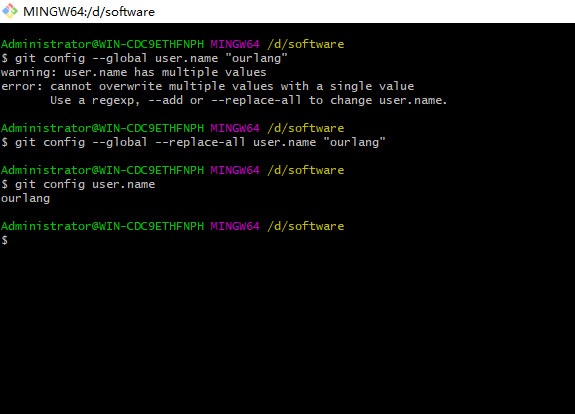 MINGW64:/d/software
Administrator@WIN-CDC9ETHFNPH MINGW64 /d/software
$ git config --global user.name "ourlang"
warning: user.name has multiple values
error: cannot overwrite multiple values with a single value
       Use a regexp, --add or --replace-all to change user.name.
Administrator@WIN-CDC9ETHFNPH MINGW64 /d/software
$ git config --global --replace-all user.name "ourlang"
Administrator@WIN-CDC9ETHFNPH MINGW64 /d/software
$ git config user.name
ourlang
Administrator@WIN-CDC9ETHFNPH MINGW64 /d/software
$